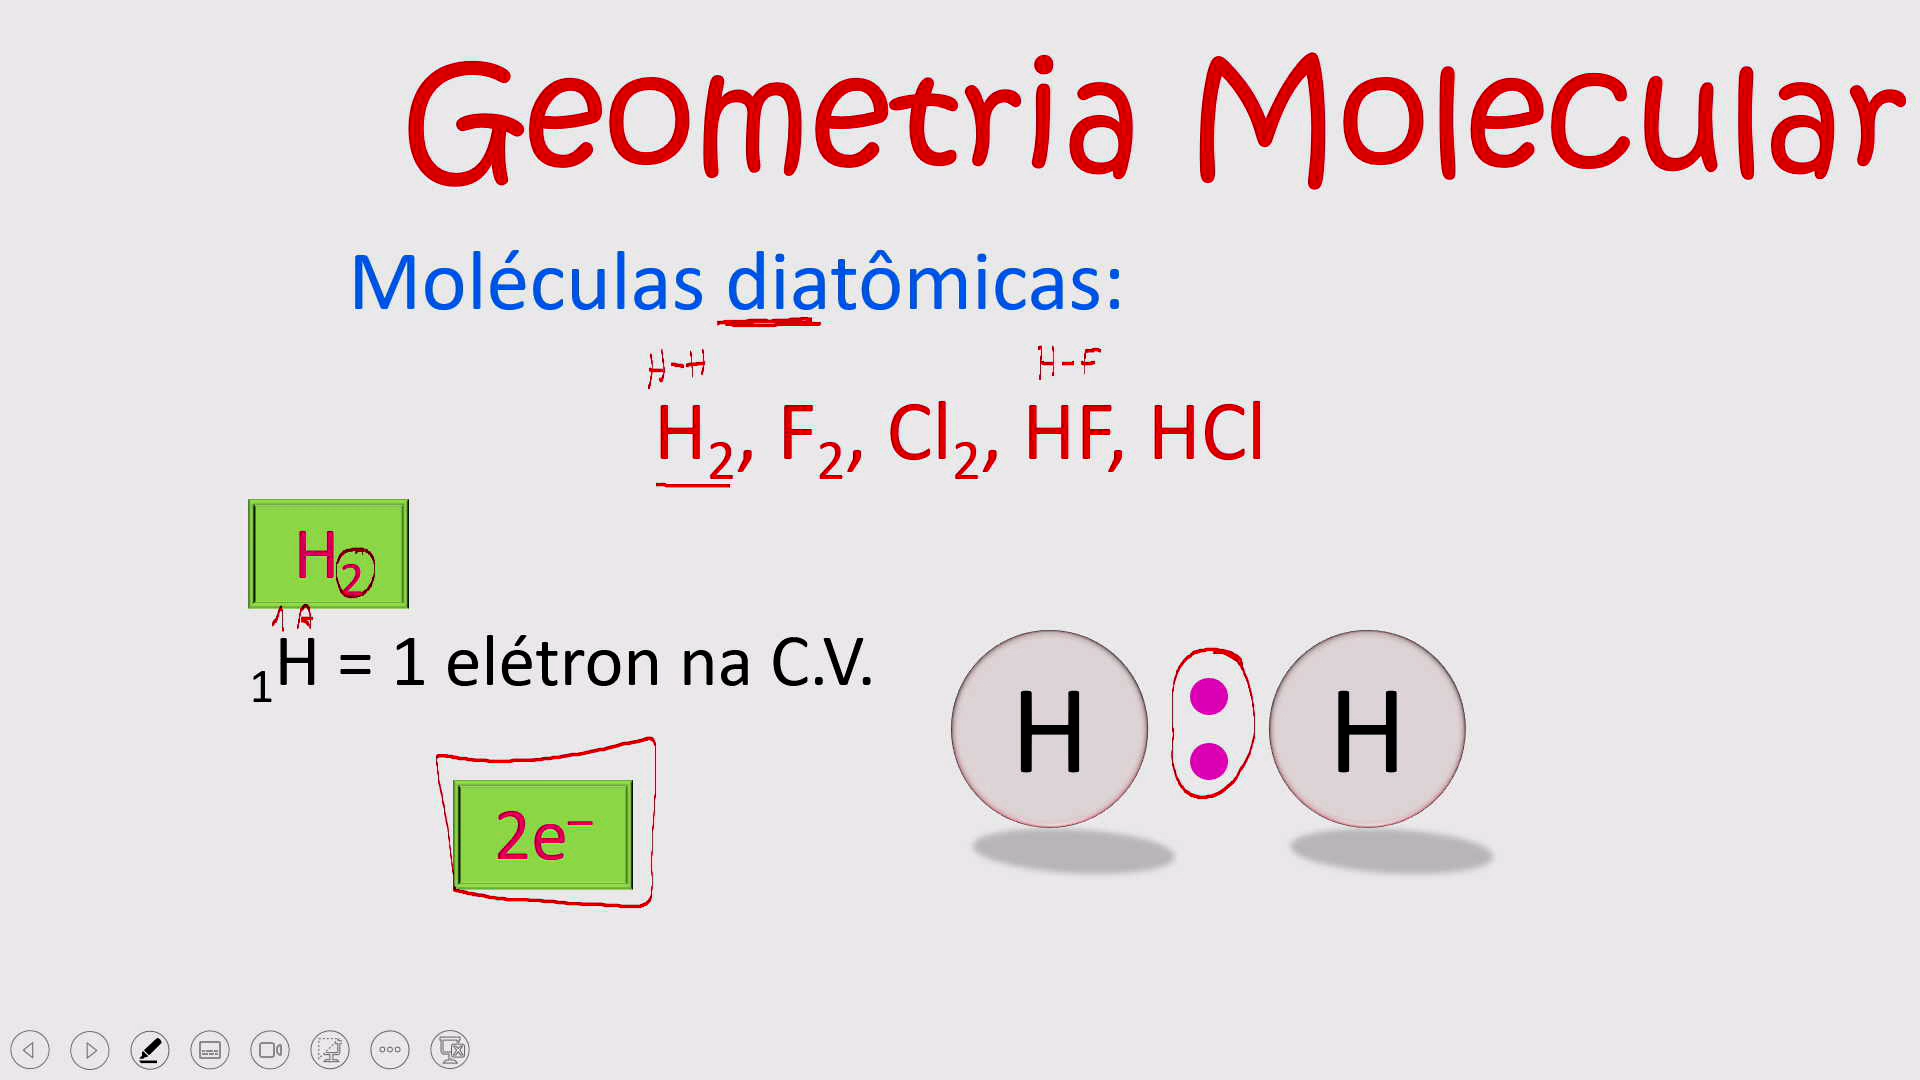 Geometria Molecular
Moléculas diatômicas:
H-H H-F
H₂, F₂, Cl₂, HF, HCl
H₂
1A
₁H = 1 elétron na C.V.
H : H
2e⁻